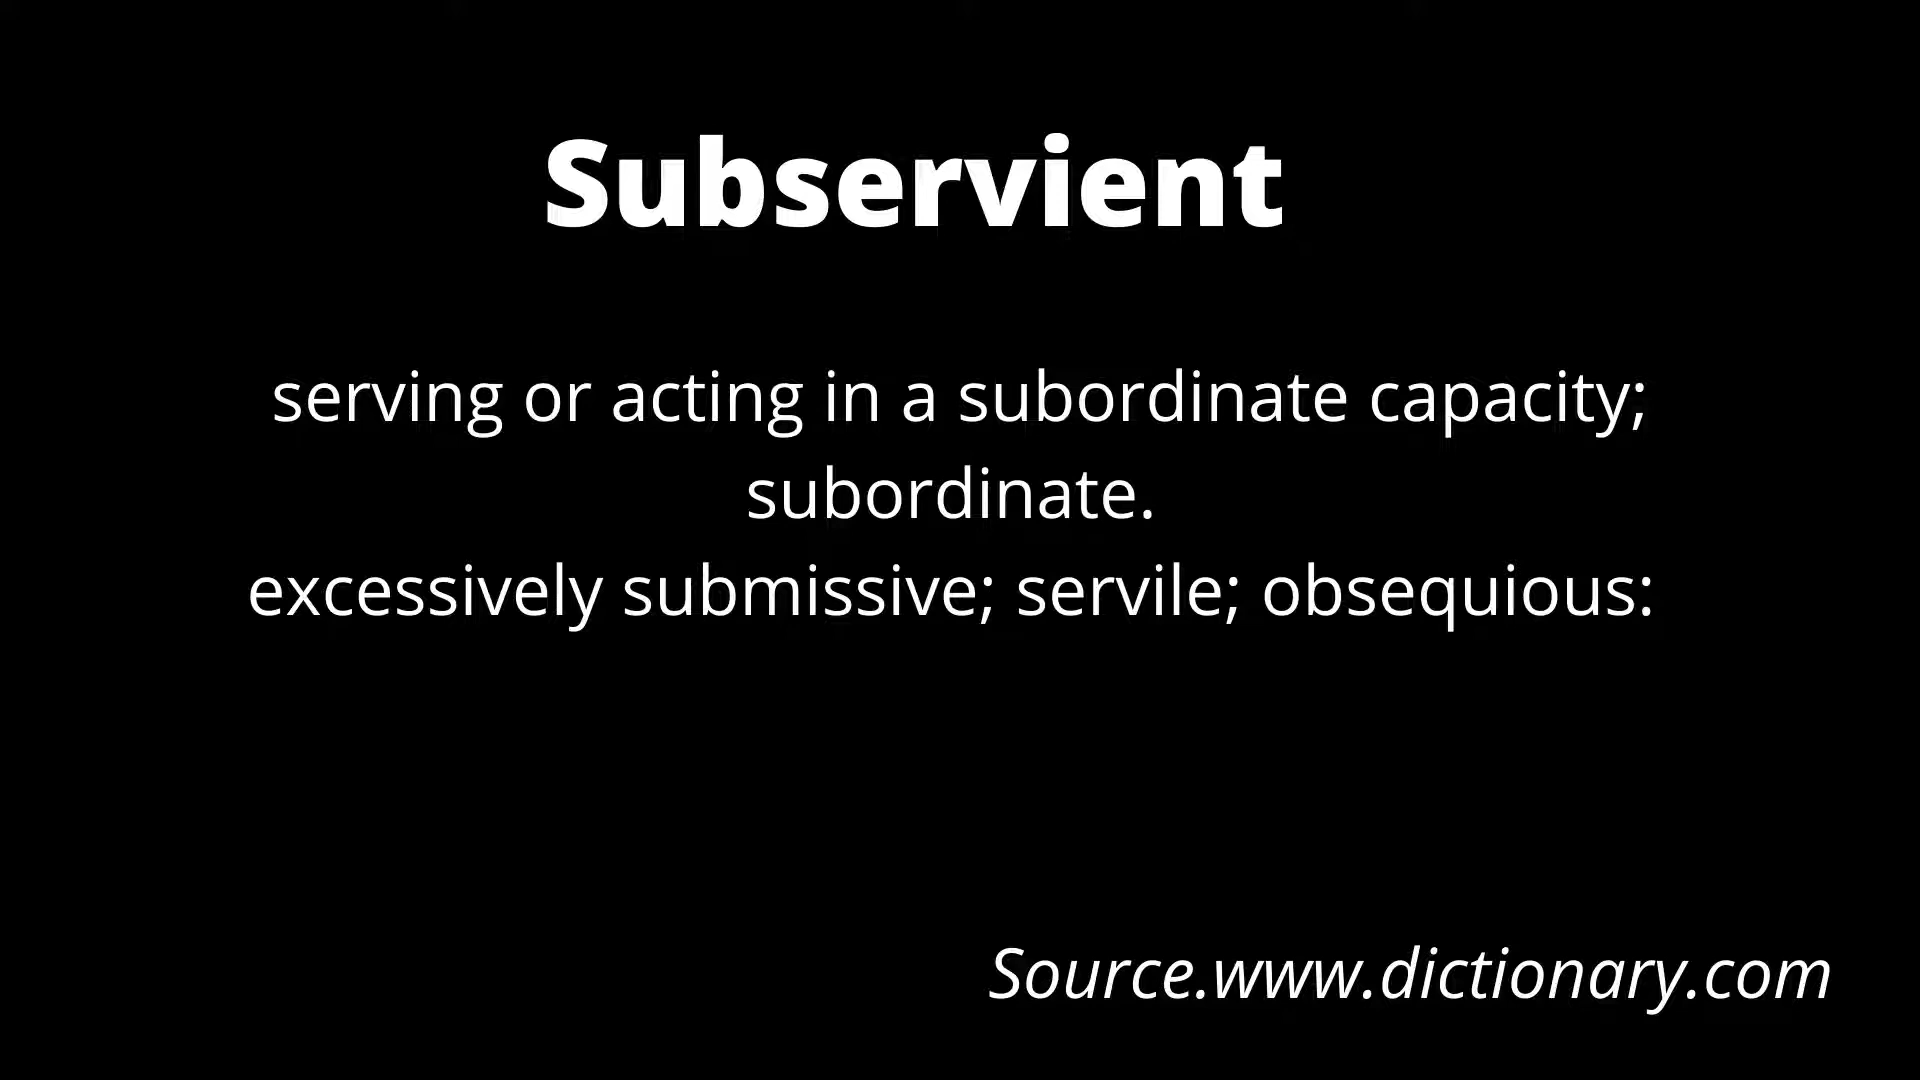 Subservient
serving or acting in a subordinate capacity;
subordinate.
excessively submissive; servile; obsequious:
Source.www.dictionary.com